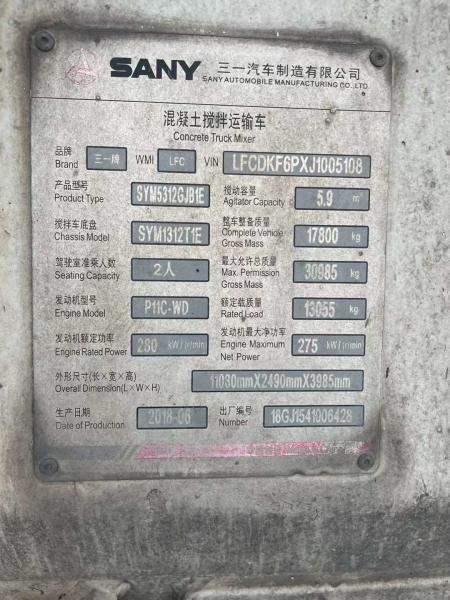 SANY 三一汽车制造有限公司
SANY AUTOMOBILE MANUFACTURING CO., LTD.
混凝土搅拌运输车
Concrete Truck Mixer
品牌 Brand 三一牌 WMI LFC VIN LFCDKF6PXJ1005108
产品型号 Product Type SYM5312GJB1E 搅动容量 Agitator Capacity 5.9 m³
搅拌车底盘 Chassis Model SYM1312T1E 整车整备质量 Complete Vehicle Gross Mass 17800 kg
驾驶室准乘人数 Seating Capacity 2人 最大允许总质量 Max. Permission Gross Mass 30985 kg
发动机型号 Engine Model P11C-WD 额定载质量 Rated Load 13055 kg
发动机额定功率 Engine Rated Power 280 kW/(r/min) 发动机最大净功率 Engine Maximum Net Power 275 kW/(r/min)
外形尺寸(长×宽×高) Overall Dimension(L×W×H) 11030mmX2490mmX3985mm
生产日期 Date of Production 2018-06 出厂编号 Number 18GJ1541006428